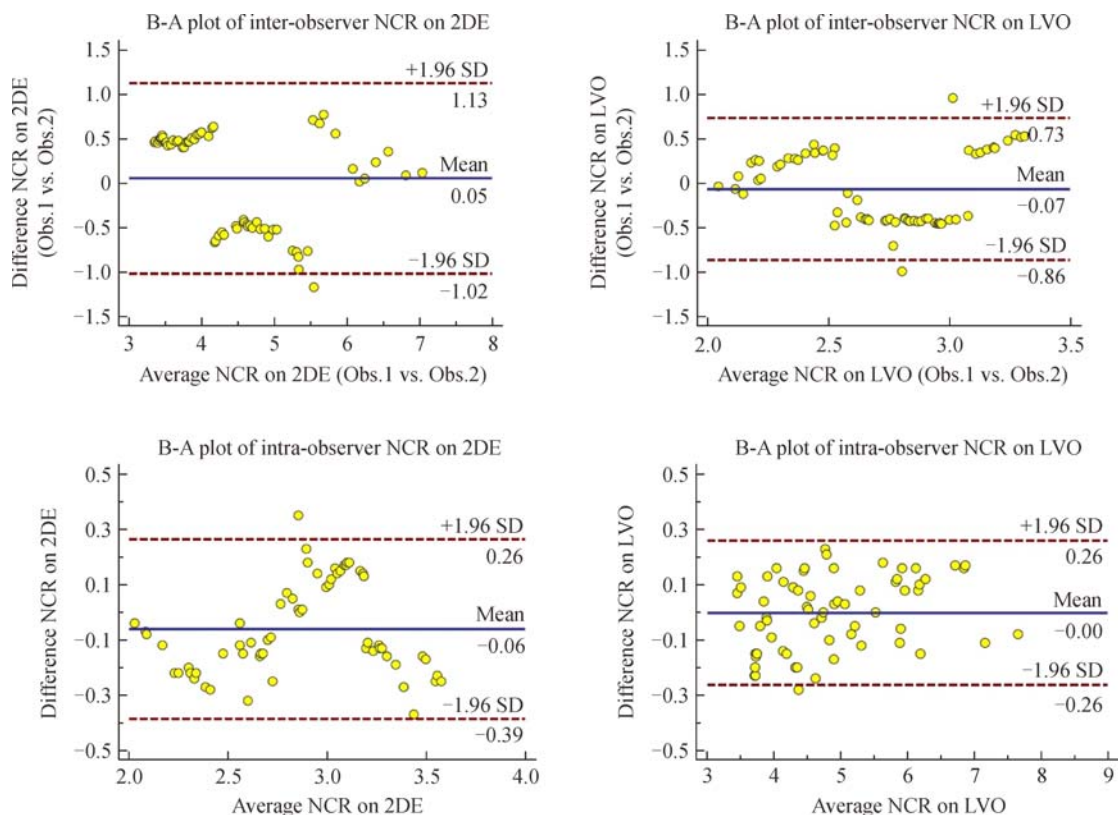 B-A plot of inter-observer NCR on 2DE
1.5
1.0
0.5
0
−0.5
−1.0
−1.5
Difference NCR on 2DE
(Obs.1 vs. Obs.2)
+1.96 SD
1.13
Mean
0.05
−1.96 SD
−1.02
3 4 5 6 7 8
Average NCR on 2DE (Obs.1 vs. Obs.2)
B-A plot of inter-observer NCR on LVO
1.5
1.0
0.5
0
−0.5
−1.0
−1.5
Difference NCR on LVO
(Obs.1 vs. Obs.2)
+1.96 SD
0.73
Mean
−0.07
−1.96 SD
−0.86
2.0 2.5 3.0 3.5
Average NCR on LVO (Obs.1 vs. Obs.2)
B-A plot of intra-observer NCR on 2DE
0.5
0.3
0.1
−0.1
−0.3
−0.5
Difference NCR on 2DE
+1.96 SD
0.26
Mean
−0.06
−1.96 SD
−0.39
2.0 2.5 3.0 3.5 4.0
Average NCR on 2DE
B-A plot of intra-observer NCR on LVO
0.5
0.3
0.1
−0.1
−0.3
−0.5
Difference NCR on LVO
+1.96 SD
0.26
Mean
−0.00
−1.96 SD
−0.26
3 4 5 6 7 8 9
Average NCR on LVO